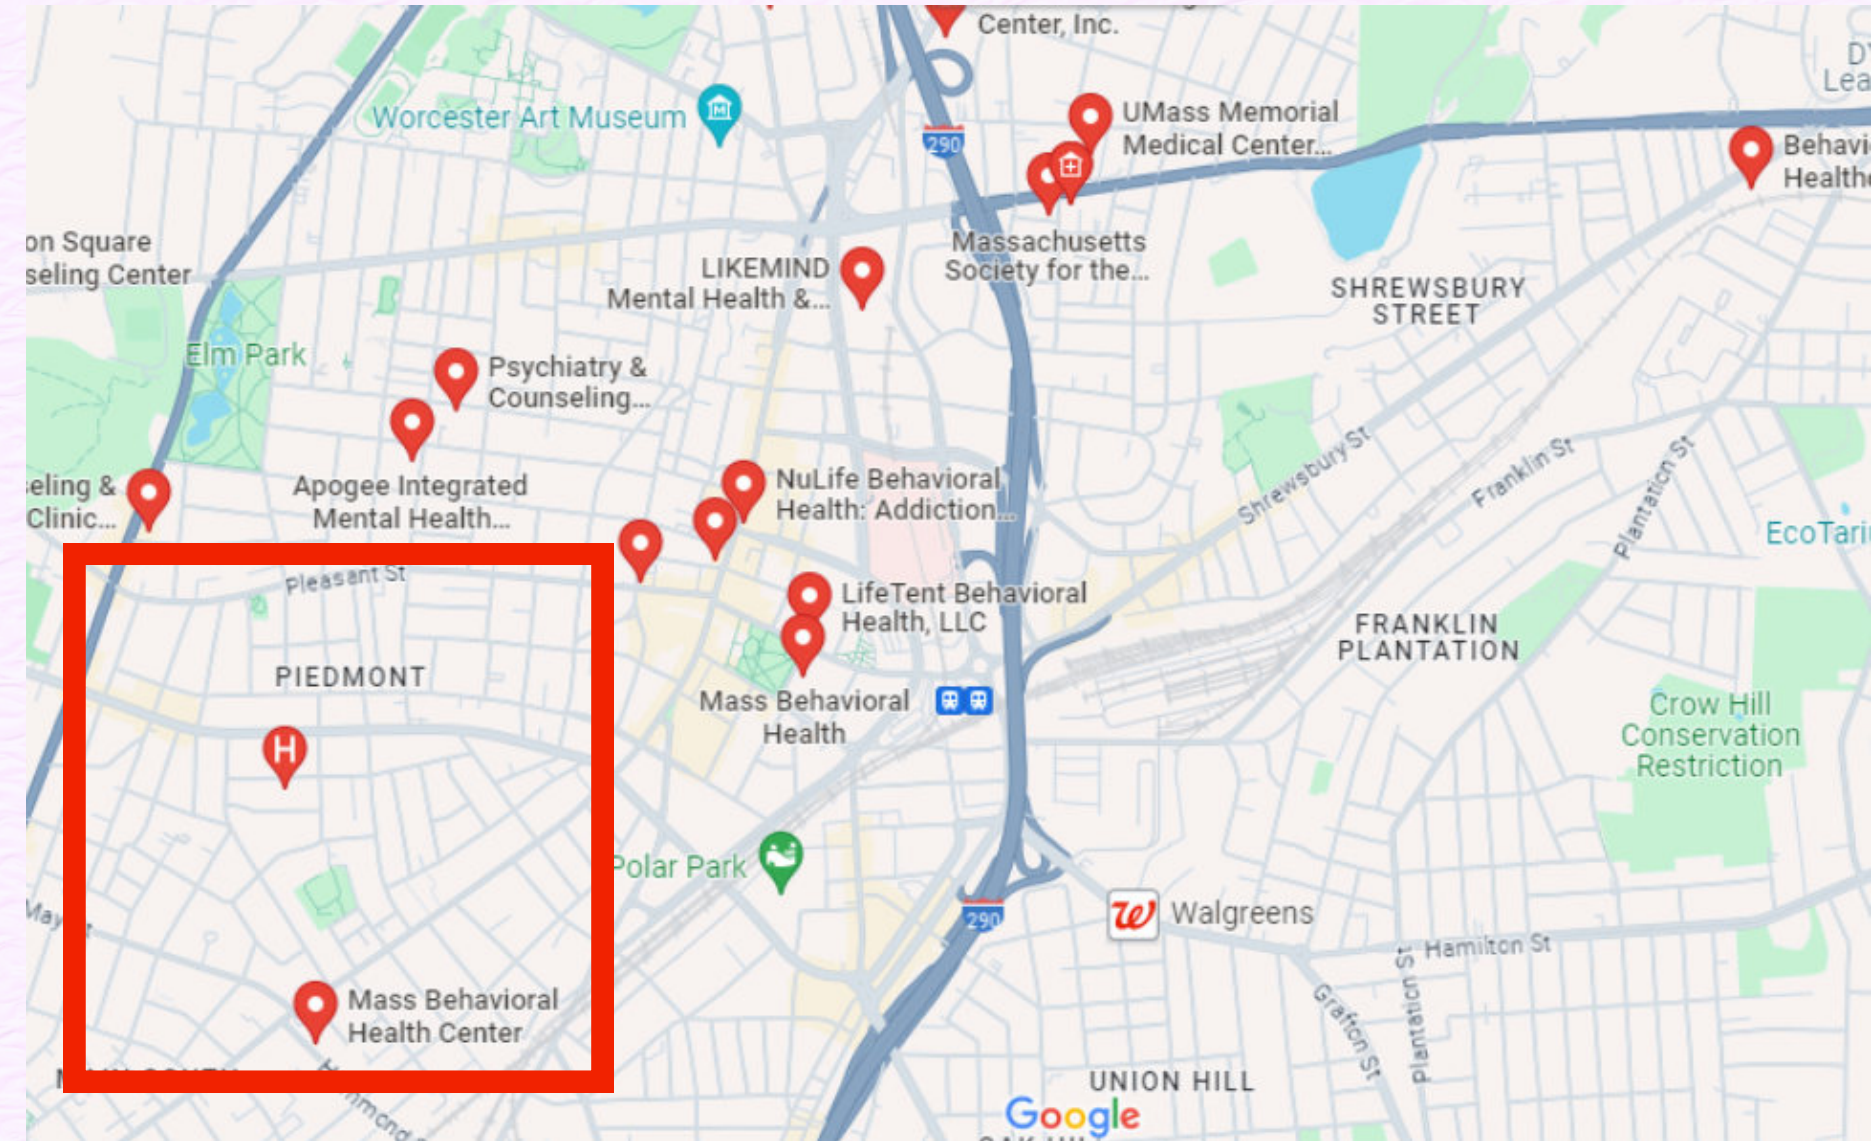 Center, Inc.
Worcester Art Museum
290
UMass Memorial
Medical Center...
Behavi
Healthc
D
Lea
on Square
seling Center
LIKEMIND
Mental Health &...
Massachusetts
Society for the...
SHREWSBURY
STREET
Elm Park
Psychiatry &
Counseling...
eling &
Clinic...
Apogee Integrated
Mental Health...
NuLife Behavioral
Health: Addiction...
Shrewsbury St
Franklin St
Plantation St
EcoTari
Pleasant St
LifeTent Behavioral
Health, LLC
FRANKLIN
PLANTATION
PIEDMONT
Mass Behavioral
Health
Crow Hill
Conservation
Restriction
H
Polar Park
290
Walgreens
May
Hamilton St
Plantation St
Grafton St
Mass Behavioral
Health Center
UNION HILL
Google